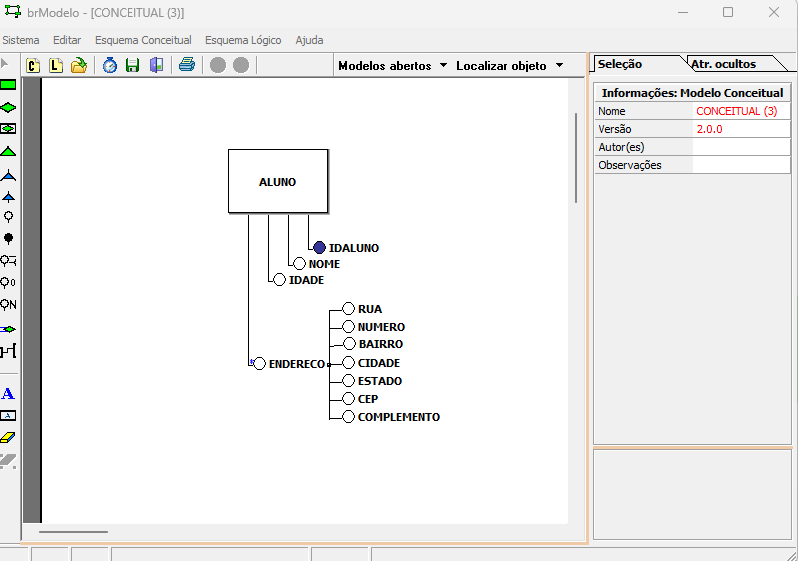 brModelo - [CONCEITUAL (3)]
Sistema Editar Esquema Conceitual Esquema Lógico Ajuda
C L Modelos abertos Localizar objeto
Seleção Atr. ocultos
Informações: Modelo Conceitual
Nome CONCEITUAL (3)
Versão 2.0.0
Autor(es)
Observações
ALUNO
IDALUNO
NOME
IDADE
RUA
NUMERO
BAIRRO
* ENDERECO CIDADE
ESTADO
CEP
COMPLEMENTO
0
N
A
A